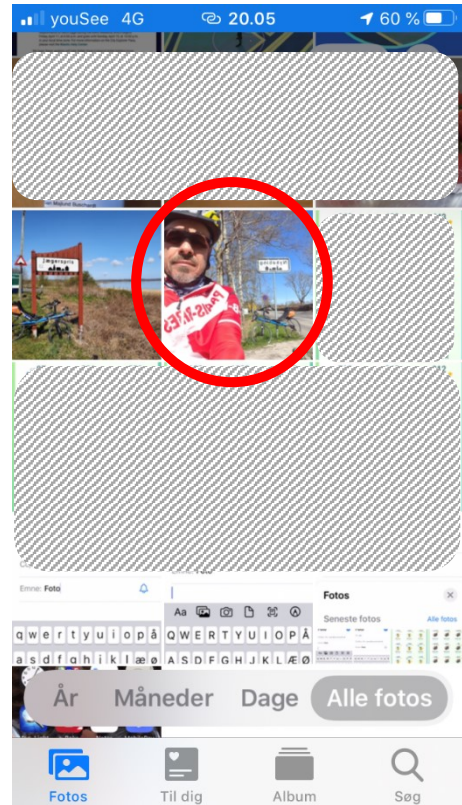 youSee 4G 20.05 60 %
Jægerspris
Emne: Foto
Aa
q w e r t y u i o p å
Q W E R T Y U I O P Å
a s d f g h j k l æ ø
A S D F G H J K L Æ Ø
Fotos
Seneste fotos Alle fotos
År Måneder Dage Alle fotos
Fotos Til dig Album Søg